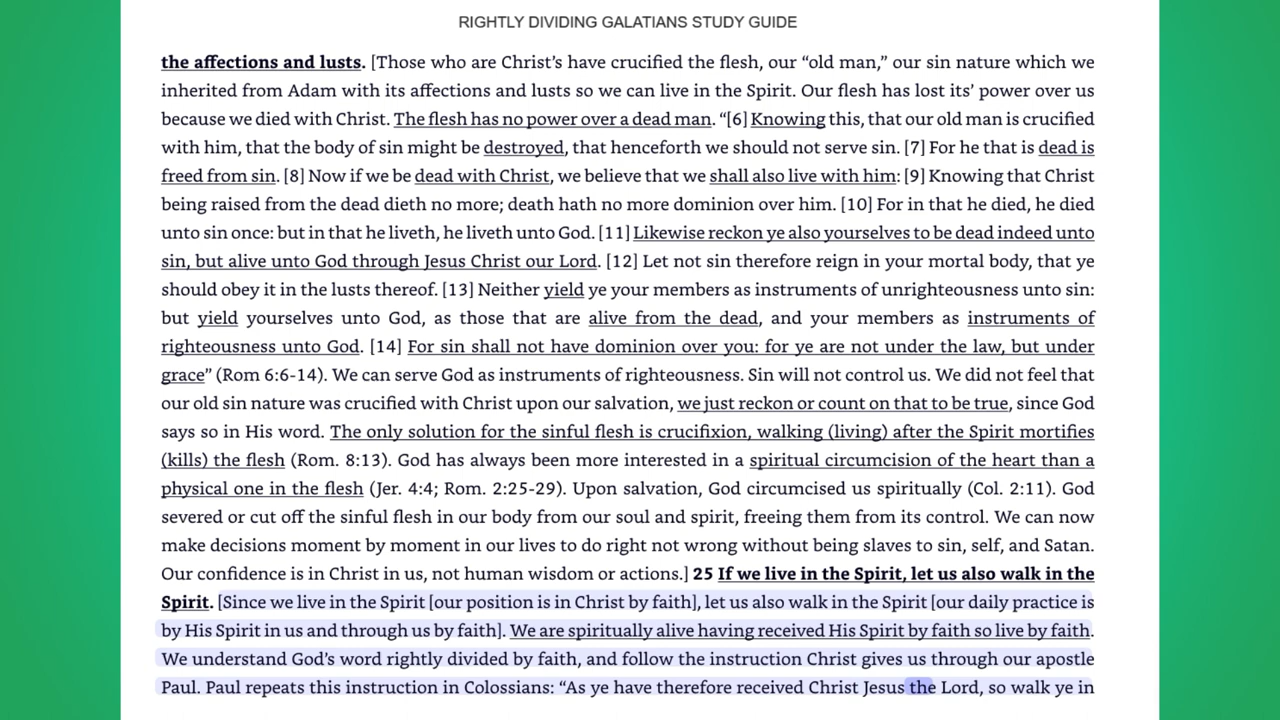 RIGHTLY DIVIDING GALATIANS STUDY GUIDE
the affections and lusts. [Those who are Christ's have crucified the flesh, our “old man,” our sin nature which we
inherited from Adam with its affections and lusts so we can live in the Spirit. Our flesh has lost its' power over us
because we died with Christ. The flesh has no power over a dead man. “[6] Knowing this, that our old man is crucified
with him, that the body of sin might be destroyed, that henceforth we should not serve sin. [7] For he that is dead is
freed from sin. [8] Now if we be dead with Christ, we believe that we shall also live with him: [9] Knowing that Christ
being raised from the dead dieth no more; death hath no more dominion over him. [10] For in that he died, he died
unto sin once: but in that he liveth, he liveth unto God. [11] Likewise reckon ye also yourselves to be dead indeed unto
sin, but alive unto God through Jesus Christ our Lord. [12] Let not sin therefore reign in your mortal body, that ye
should obey it in the lusts thereof. [13] Neither yield ye your members as instruments of unrighteousness unto sin:
but yield yourselves unto God, as those that are alive from the dead, and your members as instruments of
righteousness unto God. [14] For sin shall not have dominion over you: for ye are not under the law, but under
grace” (Rom 6:6-14). We can serve God as instruments of righteousness. Sin will not control us. We did not feel that
our old sin nature was crucified with Christ upon our salvation, we just reckon or count on that to be true, since God
says so in His word. The only solution for the sinful flesh is crucifixion, walking (living) after the Spirit mortifies
(kills) the flesh (Rom. 8:13). God has always been more interested in a spiritual circumcision of the heart than a
physical one in the flesh (Jer. 4:4; Rom. 2:25-29). Upon salvation, God circumcised us spiritually (Col. 2:11). God
severed or cut off the sinful flesh in our body from our soul and spirit, freeing them from its control. We can now
make decisions moment by moment in our lives to do right not wrong without being slaves to sin, self, and Satan.
Our confidence is in Christ in us, not human wisdom or actions.] 25 If we live in the Spirit, let us also walk in the
Spirit. [Since we live in the Spirit [our position is in Christ by faith], let us also walk in the Spirit [our daily practice is
by His Spirit in us and through us by faith]. We are spiritually alive having received His Spirit by faith so live by faith.
We understand God's word rightly divided by faith, and follow the instruction Christ gives us through our apostle
Paul. Paul repeats this instruction in Colossians: “As ye have therefore received Christ Jesus the Lord, so walk ye in